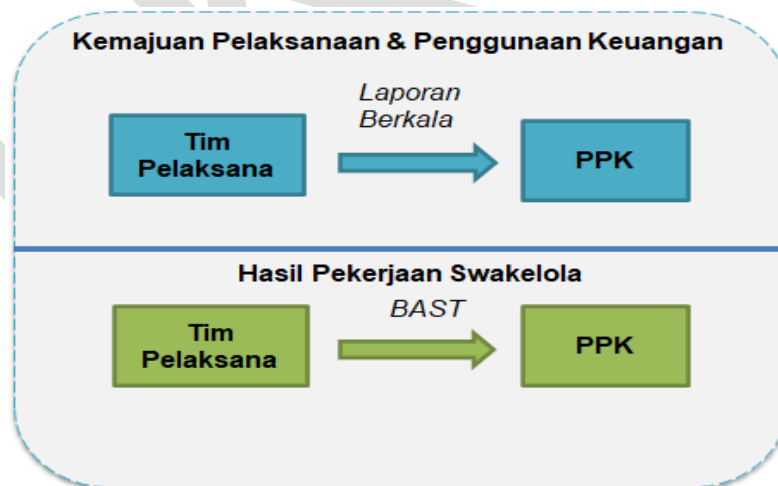 Kemajuan Pelaksanaan & Penggunaan Keuangan
Laporan
Berkala
Tim
Pelaksana
PPK
Hasil Pekerjaan Swakelola
BAST
Tim
Pelaksana
PPK